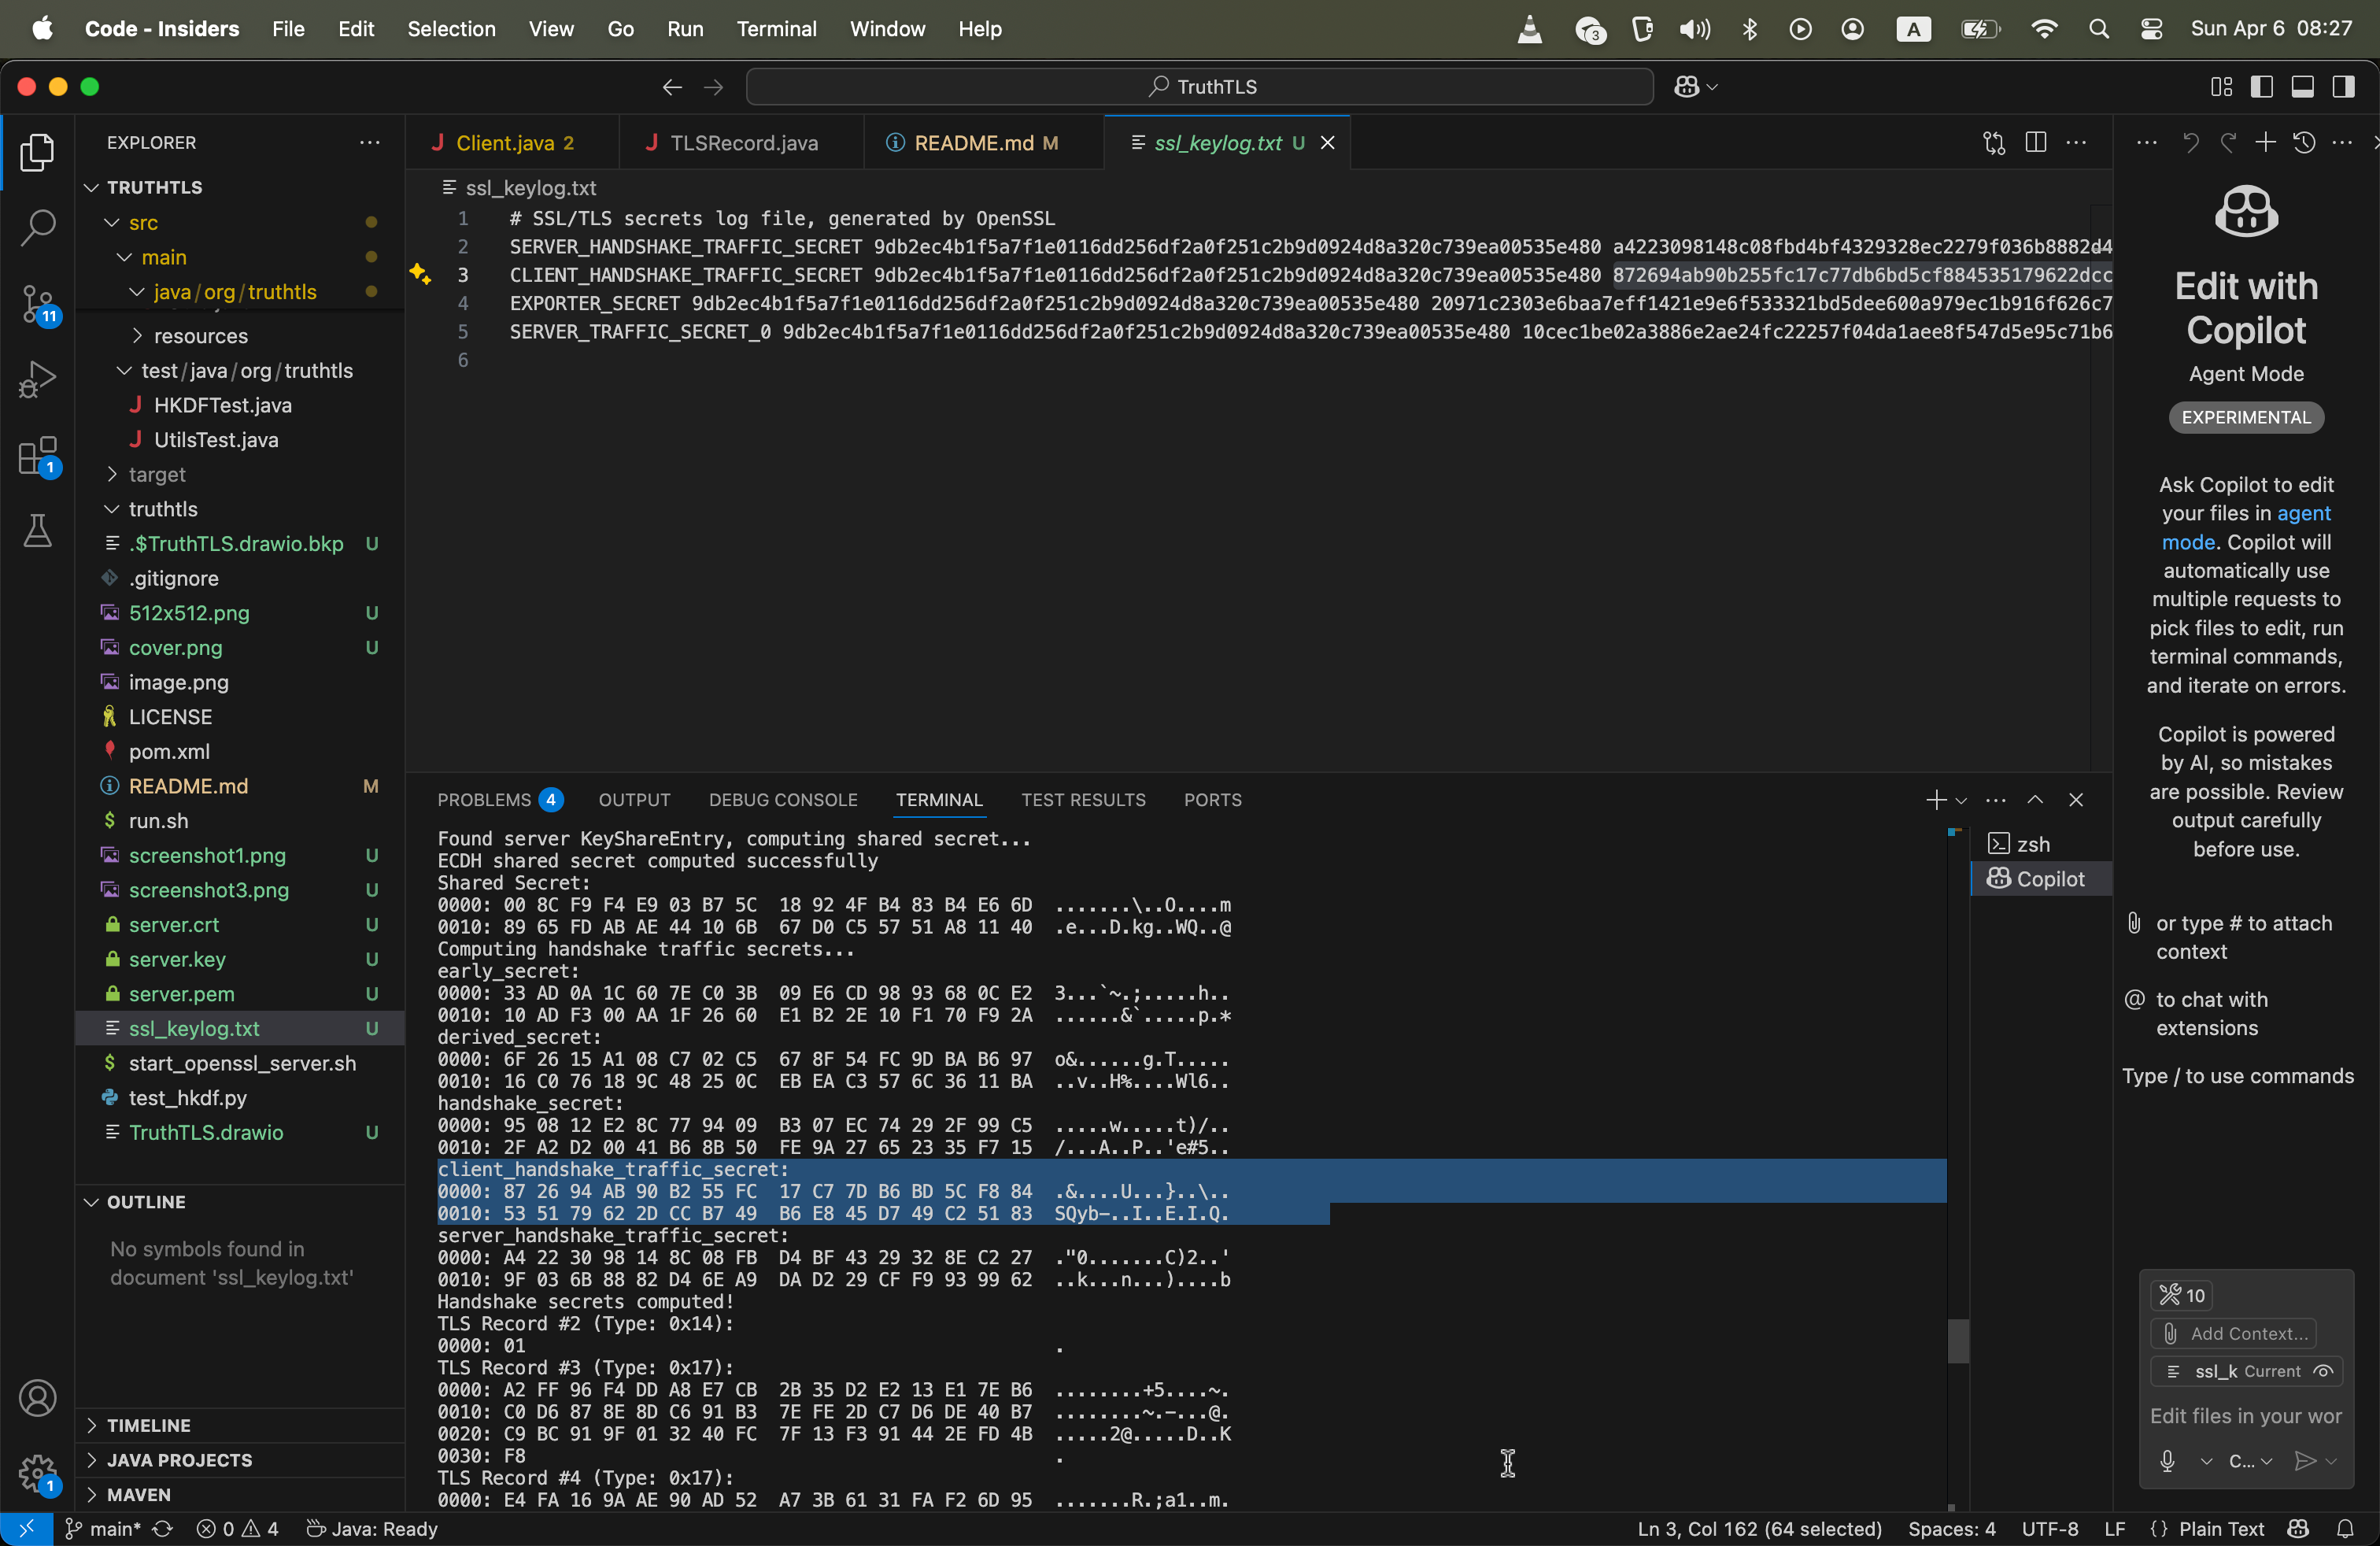 Code - Insiders File Edit Selection View Go Run Terminal Window Help 3 A Sun Apr 6 08:27
TruthTLS
EXPLORER
TRUTHTLS
src
main
java/org/truthtls
resources
test/java/org/truthtls
J HKDFTest.java
J UtilsTest.java
target
truthtls
.$TruthTLS.drawio.bkp U
.gitignore
512x512.png U
cover.png U
image.png
LICENSE
pom.xml
README.md M
$ run.sh
screenshot1.png U
screenshot3.png U
server.crt U
server.key U
server.pem U
ssl_keylog.txt U
$ start_openssl_server.sh
test_hkdf.py
TruthTLS.drawio U
OUTLINE
No symbols found in
document 'ssl_keylog.txt'
TIMELINE
JAVA PROJECTS
MAVEN
11
1
1
J Client.java 2 J TLSRecord.java README.md M ssl_keylog.txt U
ssl_keylog.txt
1 # SSL/TLS secrets log file, generated by OpenSSL
2 SERVER_HANDSHAKE_TRAFFIC_SECRET 9db2ec4b1f5a7f1e0116dd256df2a0f251c2b9d0924d8a320c739ea00535e480 a4223098148c08fbd4bf4329328ec2279f036b8882d4
3 CLIENT_HANDSHAKE_TRAFFIC_SECRET 9db2ec4b1f5a7f1e0116dd256df2a0f251c2b9d0924d8a320c739ea00535e480 872694ab90b255fc17c77db6bd5cf884535179622dcc
4 EXPORTER_SECRET 9db2ec4b1f5a7f1e0116dd256df2a0f251c2b9d0924d8a320c739ea00535e480 20971c2303e6baa7eff1421e9e6f533321bd5dee600a979ec1b916f626c7
5 SERVER_TRAFFIC_SECRET_0 9db2ec4b1f5a7f1e0116dd256df2a0f251c2b9d0924d8a320c739ea00535e480 10cec1be02a3886e2ae24fc22257f04da1aee8f547d5e95c71b6
6
PROBLEMS 4 OUTPUT DEBUG CONSOLE TERMINAL TEST RESULTS PORTS
Found server KeyShareEntry, computing shared secret...
ECDH shared secret computed successfully
Shared Secret:
0000: 00 8C F9 F4 E9 03 B7 5C  18 92 4F B4 83 B4 E6 6D  .......\..O....m
0010: 89 65 FD AB AE 44 10 6B  67 D0 C5 57 51 A8 11 40  .e...D.kg..WQ..@
Computing handshake traffic secrets...
early_secret:
0000: 33 AD 0A 1C 60 7E C0 3B  09 E6 CD 98 93 68 0C E2  3...`~.;.....h..
0010: 10 AD F3 00 AA 1F 26 60  E1 B2 2E 10 F1 70 F9 2A  ......&`.....p.*
derived_secret:
0000: 6F 26 15 A1 08 C7 02 C5  67 8F 54 FC 9D BA B6 97  o&......g.T.....
0010: 16 C0 76 18 9C 48 25 0C  EB EA C3 57 6C 36 11 BA  ..v..H%....Wl6..
handshake_secret:
0000: 95 08 12 E2 8C 77 94 09  B3 07 EC 74 29 2F 99 C5  .....w.....t)/..
0010: 2F A2 D2 00 41 B6 8B 50  FE 9A 27 65 23 35 F7 15  /...A..P..'e#5..
client_handshake_traffic_secret:
0000: 87 26 94 AB 90 B2 55 FC  17 C7 7D B6 BD 5C F8 84  .&....U...}..\..
0010: 53 51 79 62 2D CC B7 49  B6 E8 45 D7 49 C2 51 83  SQyb-..I..E.I.Q.
server_handshake_traffic_secret:
0000: A4 22 30 98 14 8C 08 FB  D4 BF 43 29 32 8E C2 27  ."0.......C)2..'
0010: 9F 03 6B 88 82 D4 6E A9  DA D2 29 CF F9 93 99 62  ..k...n...)....b
Handshake secrets computed!
TLS Record #2 (Type: 0x14):
0000: 01  .
TLS Record #3 (Type: 0x17):
0000: A2 FF 96 F4 DD A8 E7 CB  2B 35 D2 E2 13 E1 7E B6  ........+5....~.
0010: C0 D6 87 8E 8D C6 91 B3  7E FE 2D C7 D6 DE 40 B7  ........~.-...@.
0020: C9 BC 91 9F 01 32 40 FC  7F 13 F3 91 44 2E FD 4B  .....2@.....D..K
0030: F8  .
TLS Record #4 (Type: 0x17):
0000: E4 FA 16 9A AE 90 AD 52  A7 3B 61 31 FA F2 6D 95  .......R.;a1..m.
zsh
Copilot
Edit with
Copilot
Agent Mode
EXPERIMENTAL
Ask Copilot to edit
your files in agent
mode. Copilot will
automatically use
multiple requests to
pick files to edit, run
terminal commands,
and iterate on errors.
Copilot is powered
by AI, so mistakes
are possible. Review
output carefully
before use.
or type # to attach
context
@ to chat with
extensions
Type / to use commands
10
Add Context...
ssl_k Current
Edit files in your wor
C...
main* 0 4 Java: Ready Ln 3, Col 162 (64 selected) Spaces: 4 UTF-8 LF {} Plain Text